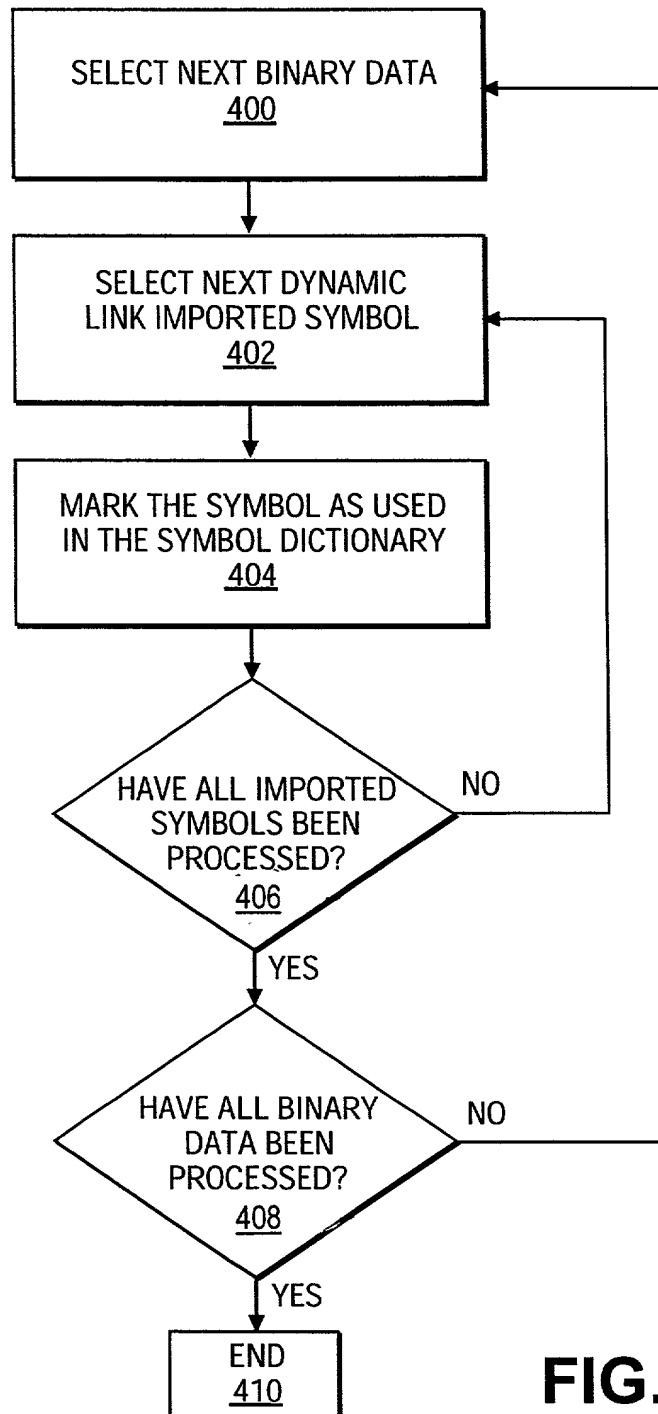 SELECT NEXT BINARY DATA
400
SELECT NEXT DYNAMIC
LINK IMPORTED SYMBOL
402
MARK THE SYMBOL AS USED
IN THE SYMBOL DICTIONARY
404
HAVE ALL IMPORTED
SYMBOLS BEEN
PROCESSED?
406
NO
YES
HAVE ALL BINARY
DATA BEEN
PROCESSED?
408
NO
YES
END
410
FIG.